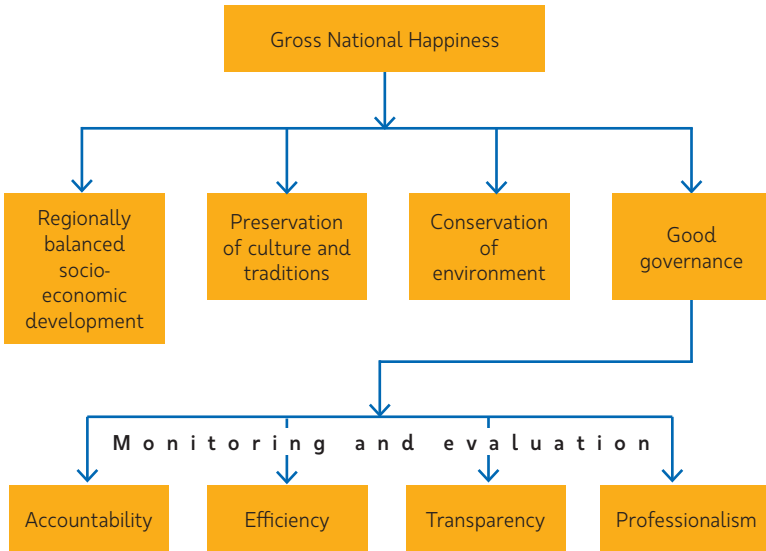 Gross National Happiness
Regionally
balanced
socio-
economic
development
Preservation
of culture and
traditions
Conservation
of
environment
Good
governance
Monitoring and evaluation
Accountability
Efficiency
Transparency
Professionalism